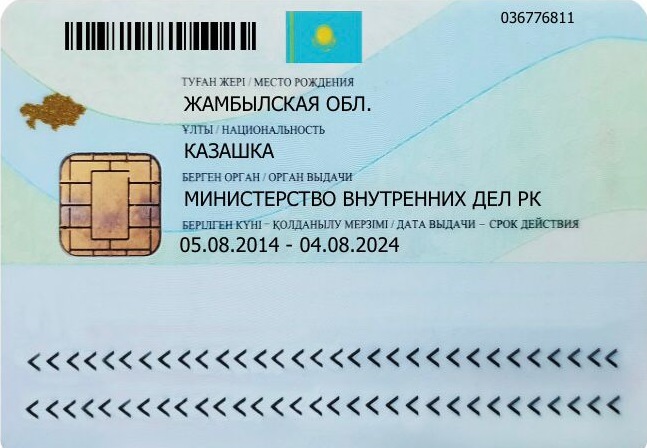 036776811
ТУҒАН ЖЕРІ / МЕСТО РОЖДЕНИЯ
ЖАМБЫЛСКАЯ ОБЛ.
ҰЛТЫ / НАЦИОНАЛЬНОСТЬ
КАЗАШКА
БЕРГЕН ОРГАН / ОРГАН ВЫДАЧИ
МИНИСТЕРСТВО ВНУТРЕННИХ ДЕЛ РК
БЕРІЛГЕН КҮНІ – ҚОЛДАНЫЛУ МЕРЗІМІ / ДАТА ВЫДАЧИ – СРОК ДЕЙСТВИЯ
05.08.2014 - 04.08.2024
<<<<<<<<<<<<<<<<<<<<<<<<<<<<<<
<<<<<<<<<<<<<<<<<<<<<<<<<<<<<<